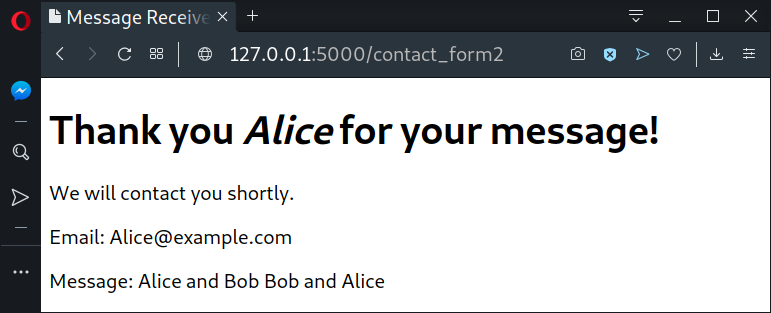 Message Receive
127.0.0.1:5000/contact_form2
Thank you Alice for your message!
We will contact you shortly.
Email: Alice@example.com
Message: Alice and Bob Bob and Alice